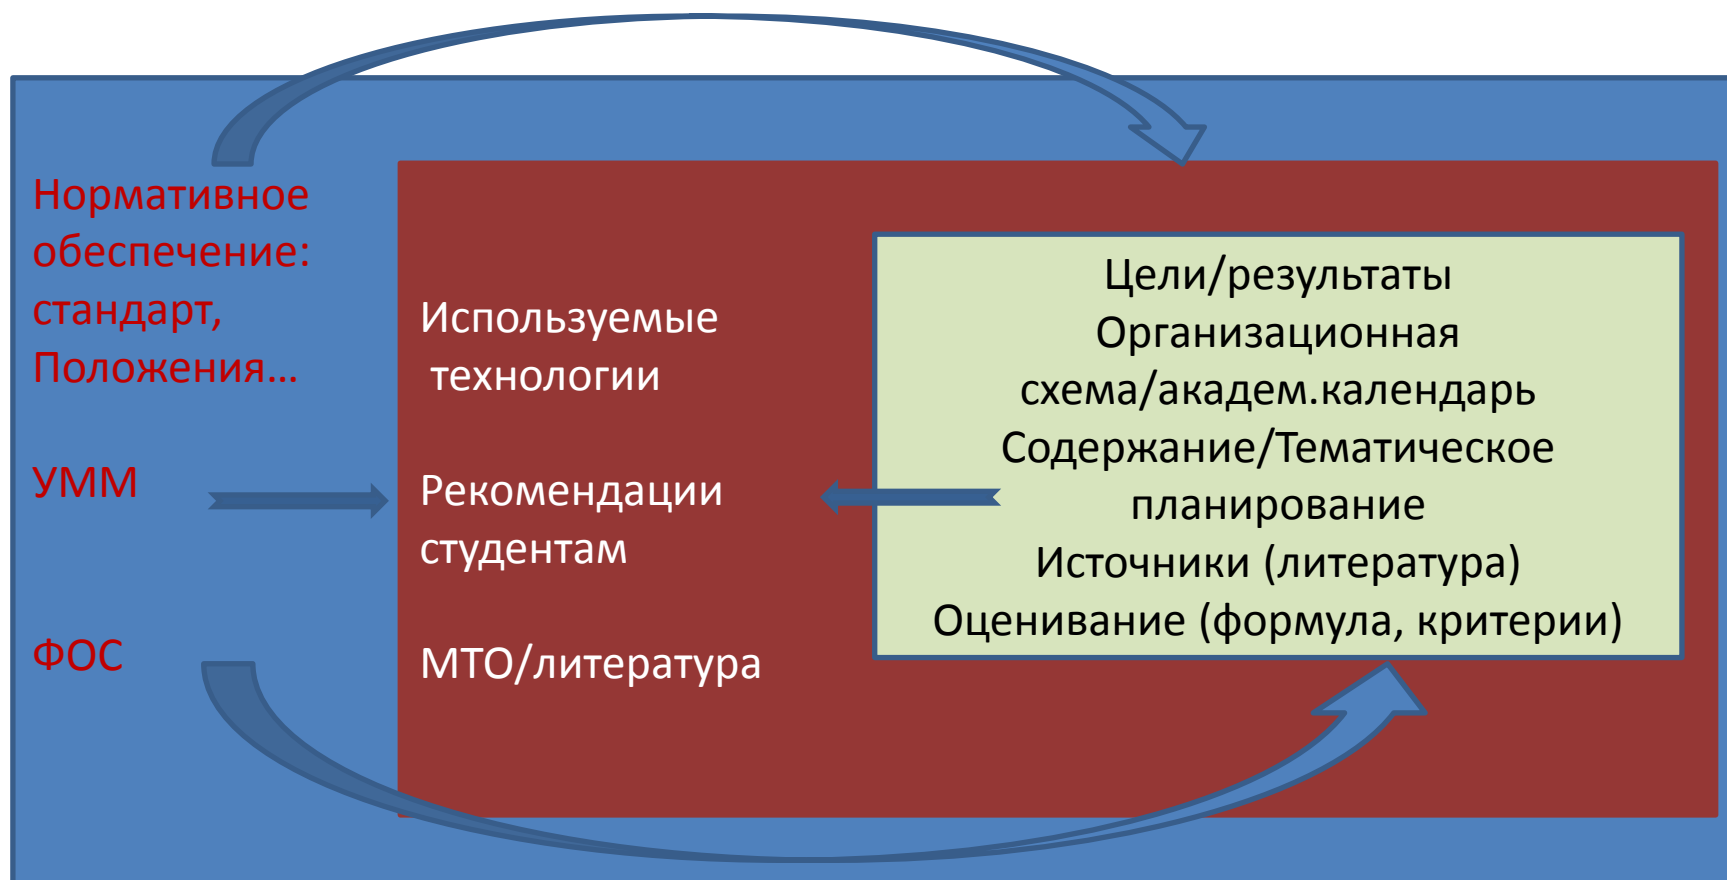 Нормативное
обеспечение:
стандарт,
Положения…
УММ
ФОС
Используемые
технологии
Рекомендации
студентам
МТО/литература
Цели/результаты
Организационная
схема/академ.календарь
Содержание/Тематическое
планирование
Источники (литература)
Оценивание (формула, критерии)